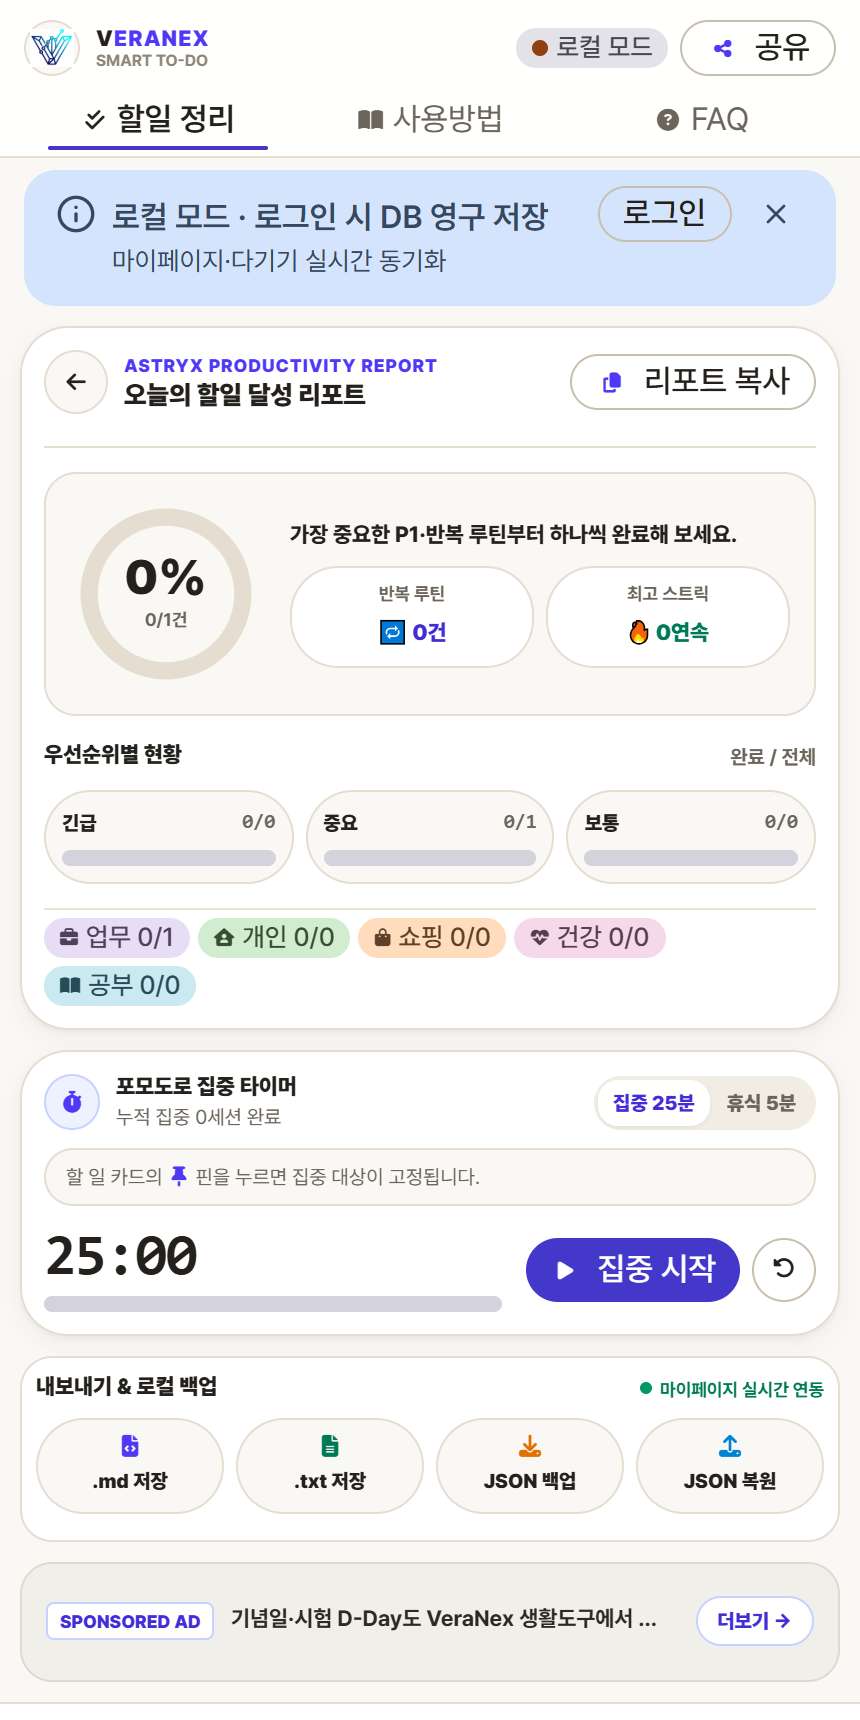 VERANEX
SMART TO-DO
로컬 모드
공유
할일 정리
사용방법
FAQ
로컬 모드 · 로그인 시 DB 영구 저장
마이페이지·다기기 실시간 동기화
로그인
ASTRYX PRODUCTIVITY REPORT
오늘의 할일 달성 리포트
리포트 복사
0%
0/1건
가장 중요한 P1·반복 루틴부터 하나씩 완료해 보세요.
반복 루틴
0건
최고 스트릭
0연속
우선순위별 현황
완료 / 전체
긴급 0/0
중요 0/1
보통 0/0
업무 0/1
개인 0/0
쇼핑 0/0
건강 0/0
공부 0/0
포모도로 집중 타이머
누적 집중 0세션 완료
집중 25분
휴식 5분
할 일 카드의 핀을 누르면 집중 대상이 고정됩니다.
25:00
집중 시작
내보내기 & 로컬 백업
마이페이지 실시간 연동
.md 저장
.txt 저장
JSON 백업
JSON 복원
SPONSORED AD
기념일·시험 D-Day도 VeraNex 생활도구에서 ...
더보기 →